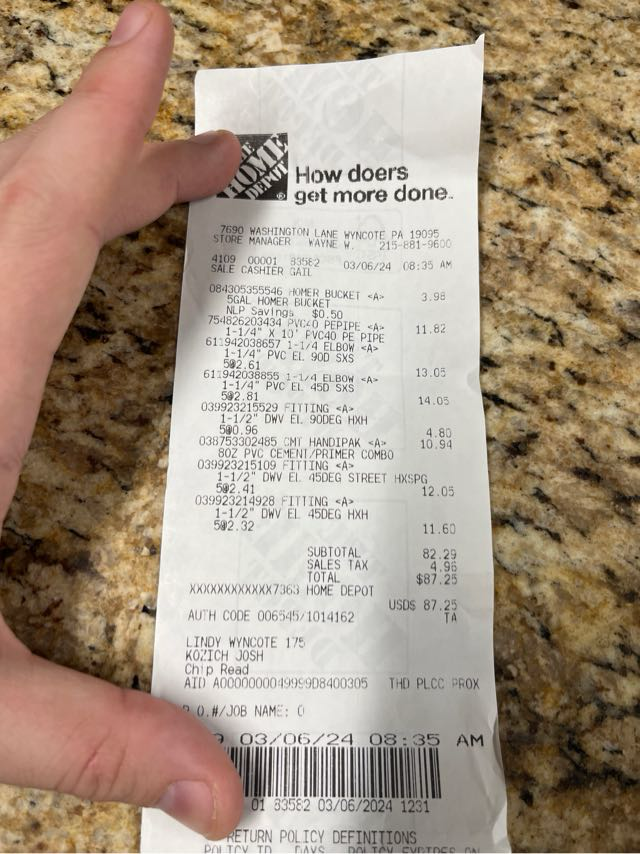 THE HOME DEPOT
How doers
get more done.
7690 WASHINGTON LANE WYNCOTE PA 19095
STORE MANAGER WAYNE W. 215-881-9600
4109 00001 83582 03/06/24 08:35 AM
SALE CASHIER GAIL
084305355546 HOMER BUCKET <A> 3.98
5GAL HOMER BUCKET
NLP Savings $0.50
754826203434 PVC40 PEPIPE <A> 11.82
1-1/4" X 10' PVC40 PE PIPE
611942038657 1-1/4 ELBOW <A>
1-1/4" PVC EL 90D SXS
5@2.61 13.05
611942038855 1-1/4 ELBOW <A>
1-1/4" PVC EL 45D SXS
5@2.81 14.05
039923215529 FITTING <A>
1-1/2" DWV EL 90DEG HXH
5@0.96 4.80
038753302485 CMT HANDIPAK <A> 10.94
8OZ PVC CEMENT/PRIMER COMBO
039923215109 FITTING <A>
1-1/2" DWV EL 45DEG STREET HXSPG
5@2.41 12.05
039923214928 FITTING <A>
1-1/2" DWV EL 45DEG HXH
5@2.32 11.60
SUBTOTAL 82.29
SALES TAX 4.96
TOTAL $87.25
XXXXXXXXXXXX7363 HOME DEPOT
USD$ 87.25
AUTH CODE 006545/1014162 TA
LINDY WYNCOTE 175
KOZICH JOSH
Chip Read
AID A0000000049999D8400305 THD PLCC PROX
P.O.#/JOB NAME: 0
03/06/24 08:35 AM
01 83582 03/06/2024 1231
RETURN POLICY DEFINITIONS
POLICY ID DAYS POLICY EXPIRES ON